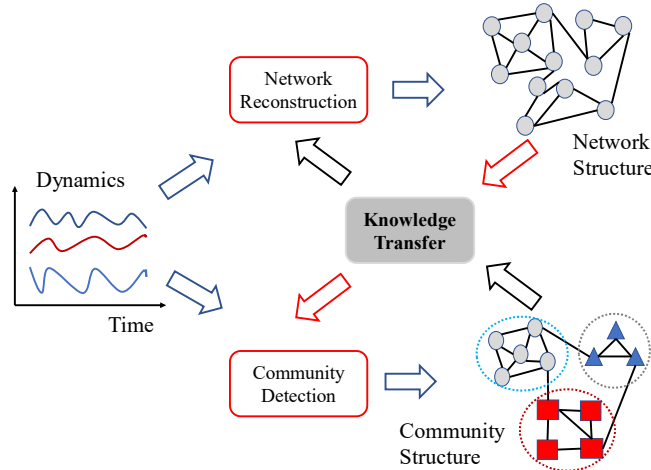 Network
Reconstruction
Network
Structure
Dynamics
Knowledge
Transfer
Time
Community
Detection
Community
Structure